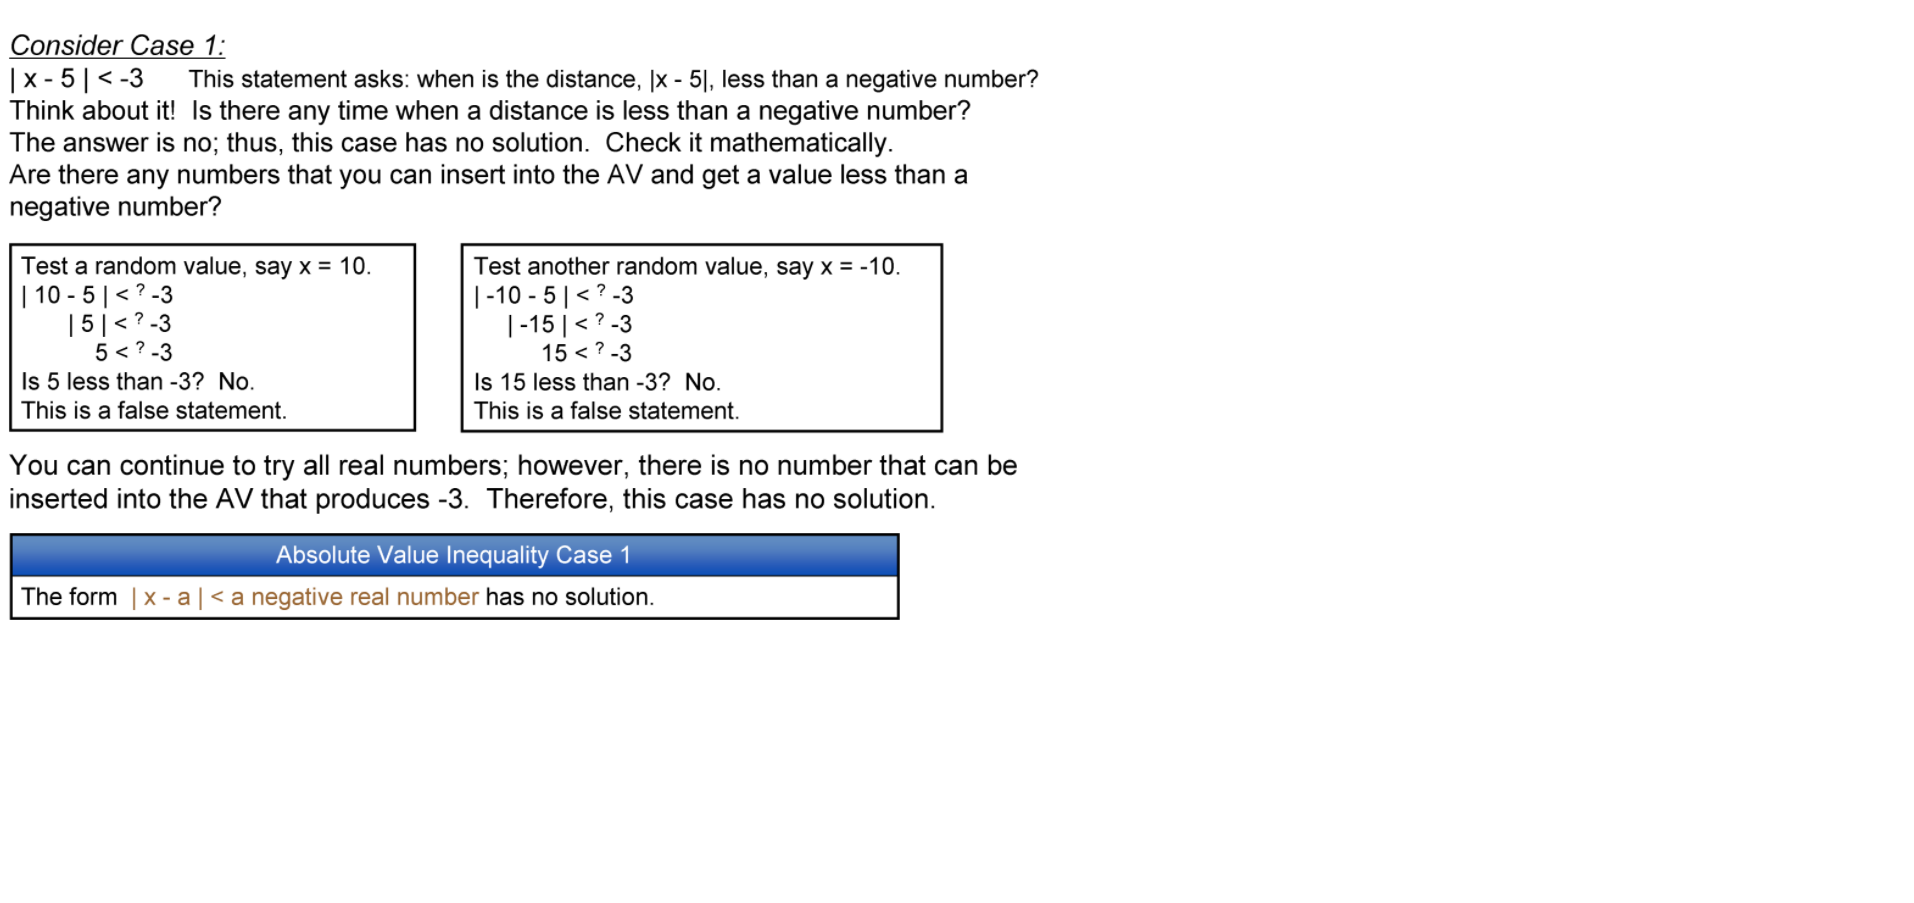 Consider Case 1:
| x - 5 | < -3 This statement asks: when is the distance, |x - 5|, less than a negative number?
Think about it! Is there any time when a distance is less than a negative number?
The answer is no; thus, this case has no solution. Check it mathematically.
Are there any numbers that you can insert into the AV and get a value less than a
negative number?
Test a random value, say x = 10.
| 10 - 5 | < ? -3
| 5 | < ? -3
5 < ? -3
Is 5 less than -3? No.
This is a false statement.
Test another random value, say x = -10.
| -10 - 5 | < ? -3
| -15 | < ? -3
15 < ? -3
Is 15 less than -3? No.
This is a false statement.
You can continue to try all real numbers; however, there is no number that can be
inserted into the AV that produces -3. Therefore, this case has no solution.
Absolute Value Inequality Case 1
The form | x - a | < a negative real number has no solution.